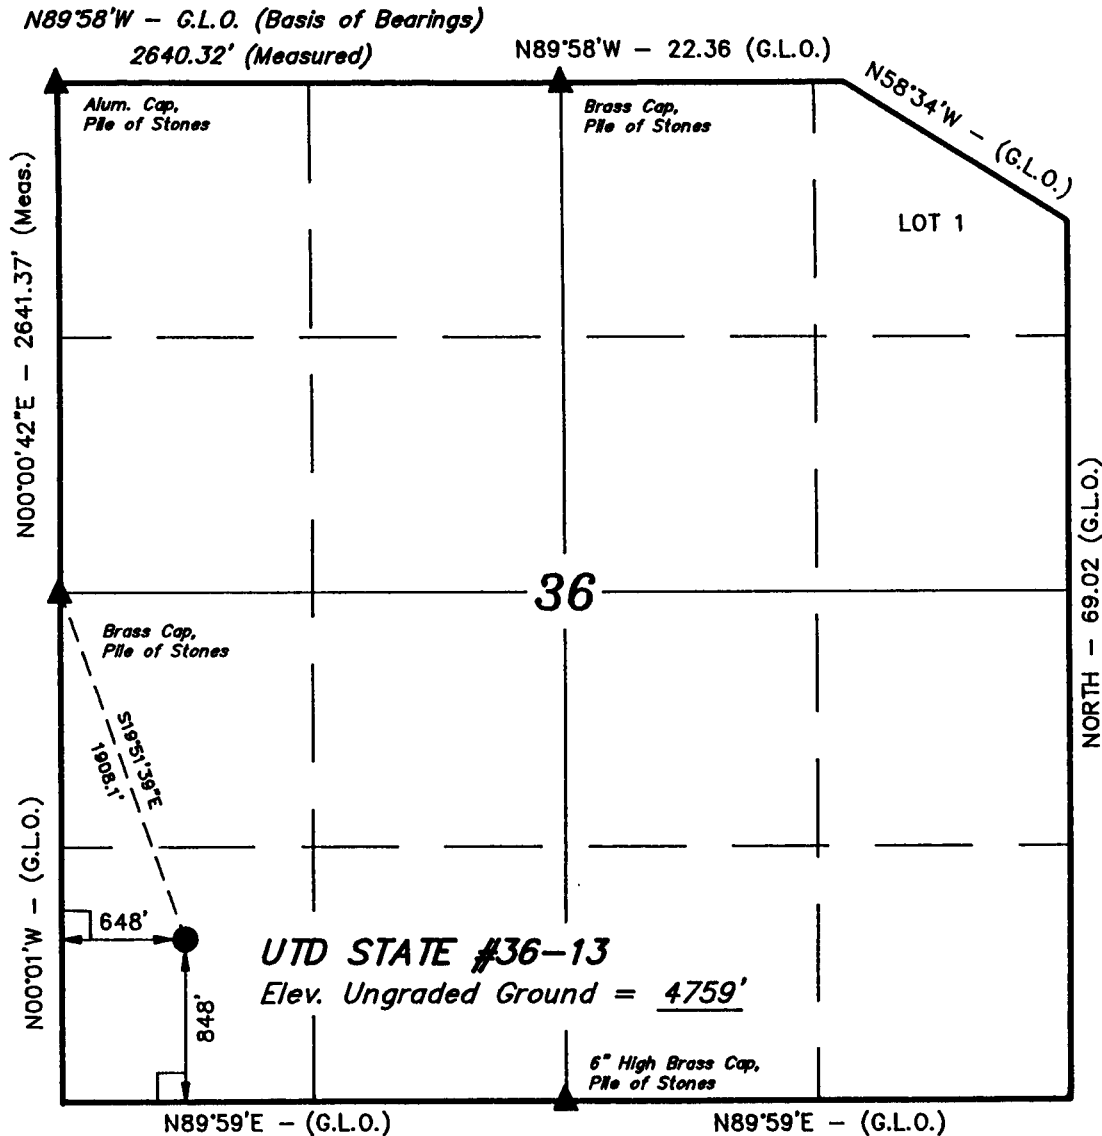 N89°58'W – G.L.O. (Basis of Bearings)
2640.32' (Measured)
N89°58'W – 22.36 (G.L.O.)
N58°34'W – (G.L.O.)
Alum. Cap,
Pile of Stones
Brass Cap,
Pile of Stones
LOT 1
N00°00'42"E – 2641.37' (Meas.)
36
NORTH – 69.02 (G.L.O.)
Brass Cap,
Pile of Stones
S19°51'39"E
1908.1'
N00°01'W – (G.L.O.)
648'
UTD STATE #36–13
Elev. Ungraded Ground = 4759'
848'
6" High Brass Cap,
Pile of Stones
N89°59'E – (G.L.O.)
N89°59'E – (G.L.O.)